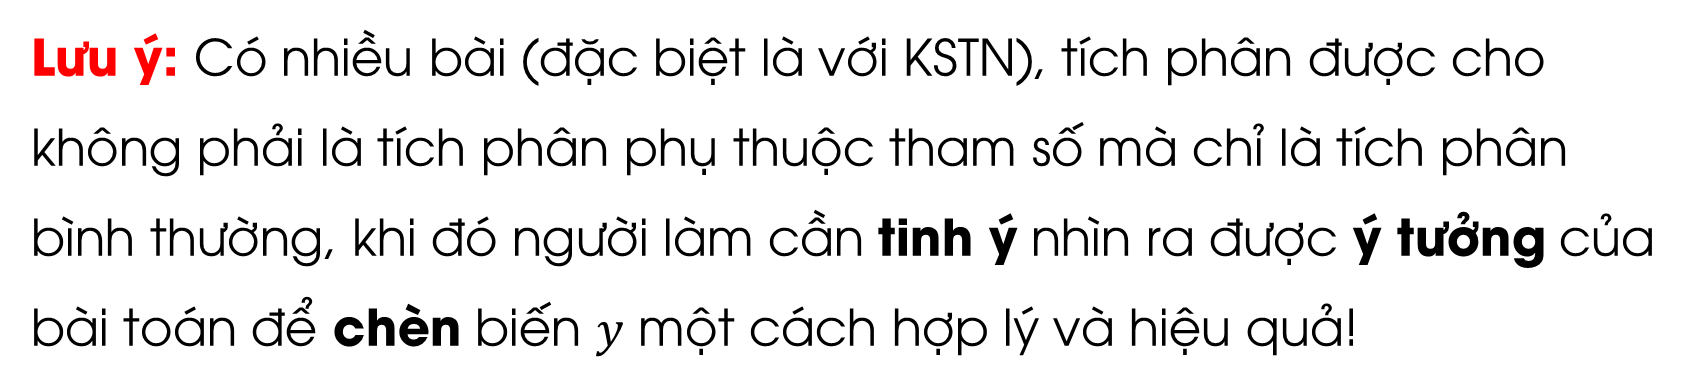 Lưu ý: Có nhiều bài (đặc biệt là với KSTN), tích phân được cho
không phải là tích phân phụ thuộc tham số mà chỉ là tích phân
bình thường, khi đó người làm cần tinh ý nhìn ra được ý tưởng của
bài toán để chèn biến y một cách hợp lý và hiệu quả!